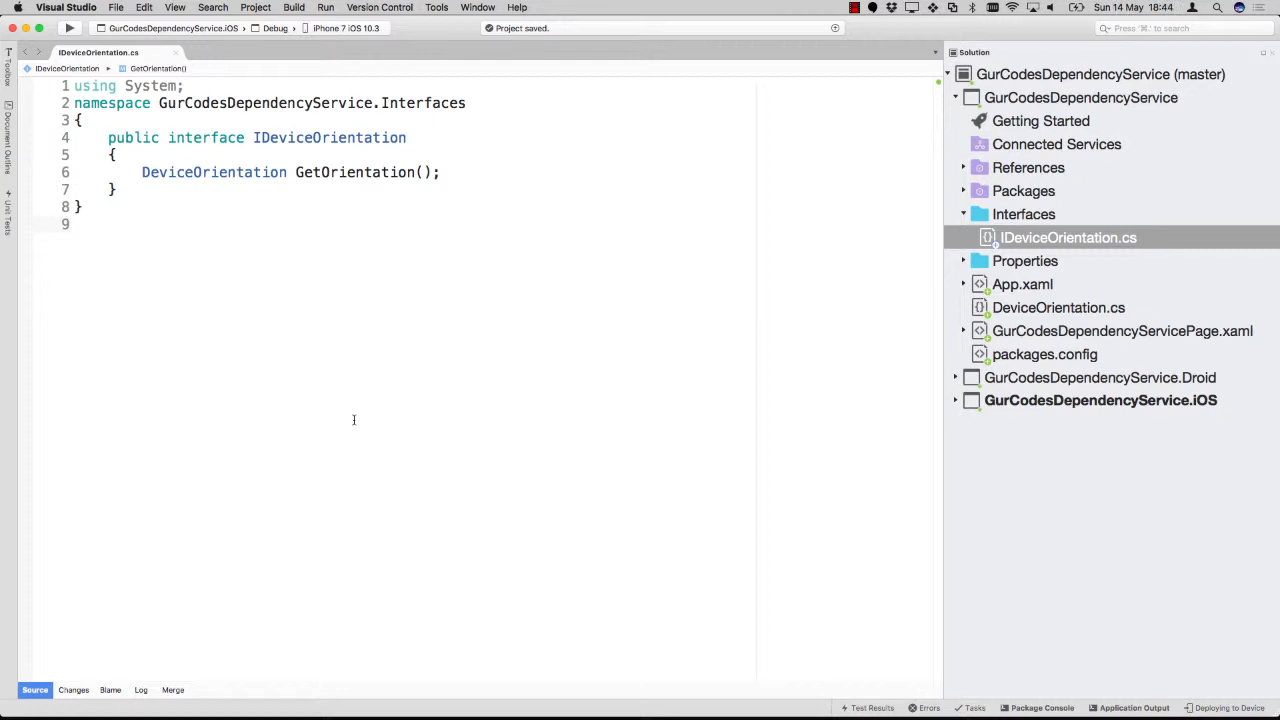 Visual Studio File Edit View Search Project Build Run Version Control Tools Window Help Sun 14 May 18:44
GurCodesDependencyService.iOS Debug iPhone 7 iOS 10.3 Project saved. Press '⌘.' to search
IDeviceOrientation.cs
Solution
IDeviceOrientation GetOrientation()
Toolbox
Document Outline
Unit Tests
1 using System;
2 namespace GurCodesDependencyService.Interfaces
3 {
4 public interface IDeviceOrientation
5 {
6 DeviceOrientation GetOrientation();
7 }
8 }
9
GurCodesDependencyService (master)
GurCodesDependencyService
Getting Started
Connected Services
References
Packages
Interfaces
IDeviceOrientation.cs
Properties
App.xaml
DeviceOrientation.cs
GurCodesDependencyServicePage.xaml
packages.config
GurCodesDependencyService.Droid
GurCodesDependencyService.iOS
Source Changes Blame Log Merge
Test Results Errors Tasks Package Console Application Output Deploying to Device